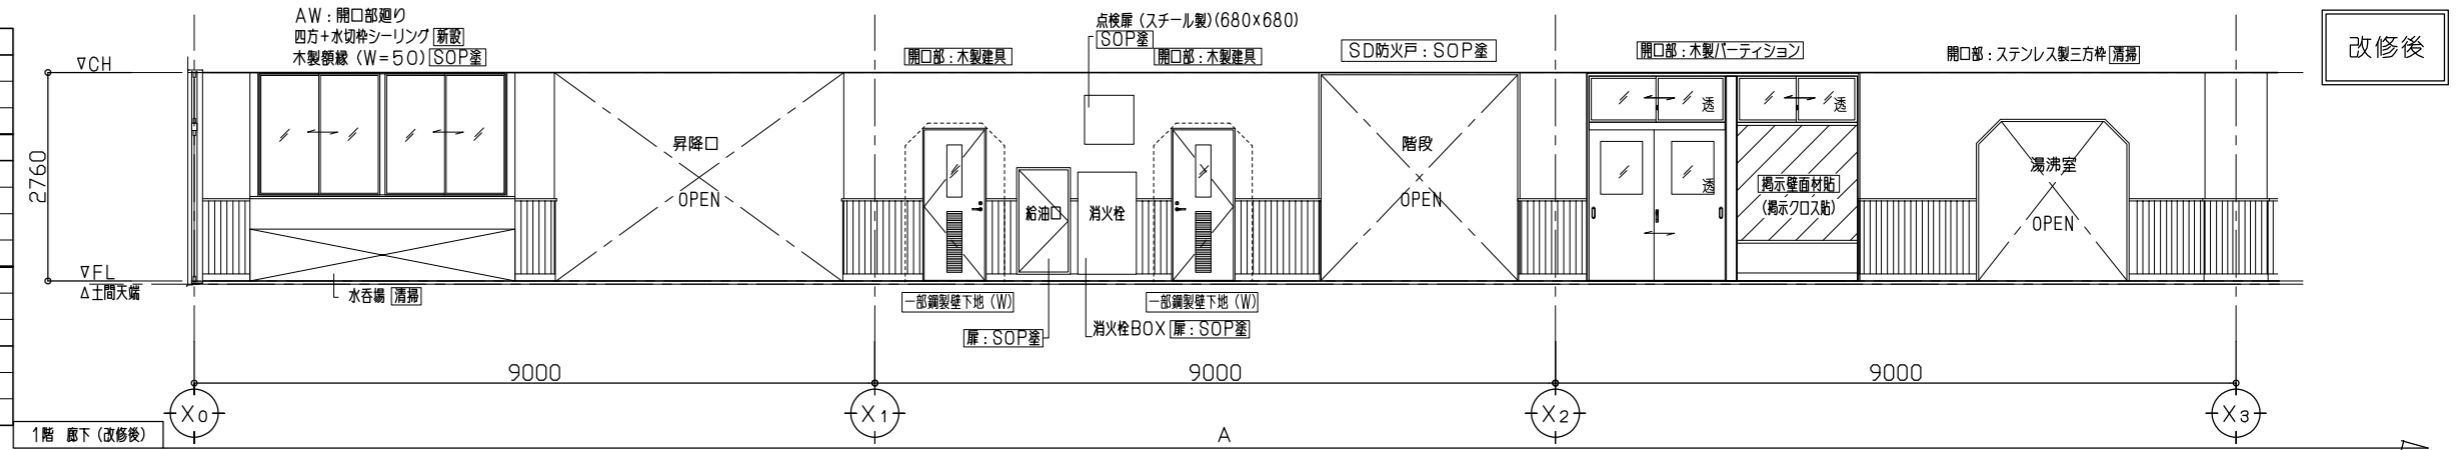 AW:開口部廻り
四方+水切枠シーリング 新設
木製額縁(W=50) SOP塗
点検扉(スチール製)(680×680)
SOP塗
開口部:木製建具
開口部:木製建具
SD防火戸:SOP塗
開口部:木製パーティション
開口部:ステンレス製三方枠 清掃
改修後
▽CH
2760
▽FL
△土間天端
昇降口
OPEN
給油口
消火栓
階段
OPEN
透
透
透
掲示壁面材貼
(掲示クロス貼)
湯沸室
OPEN
水呑場 清掃
一部鋼製壁下地(W)
一部鋼製壁下地(W)
扉:SOP塗
消火栓BOX 扉:SOP塗
9000
9000
9000
X0
X1
X2
X3
1階 廊下(改修後)
A